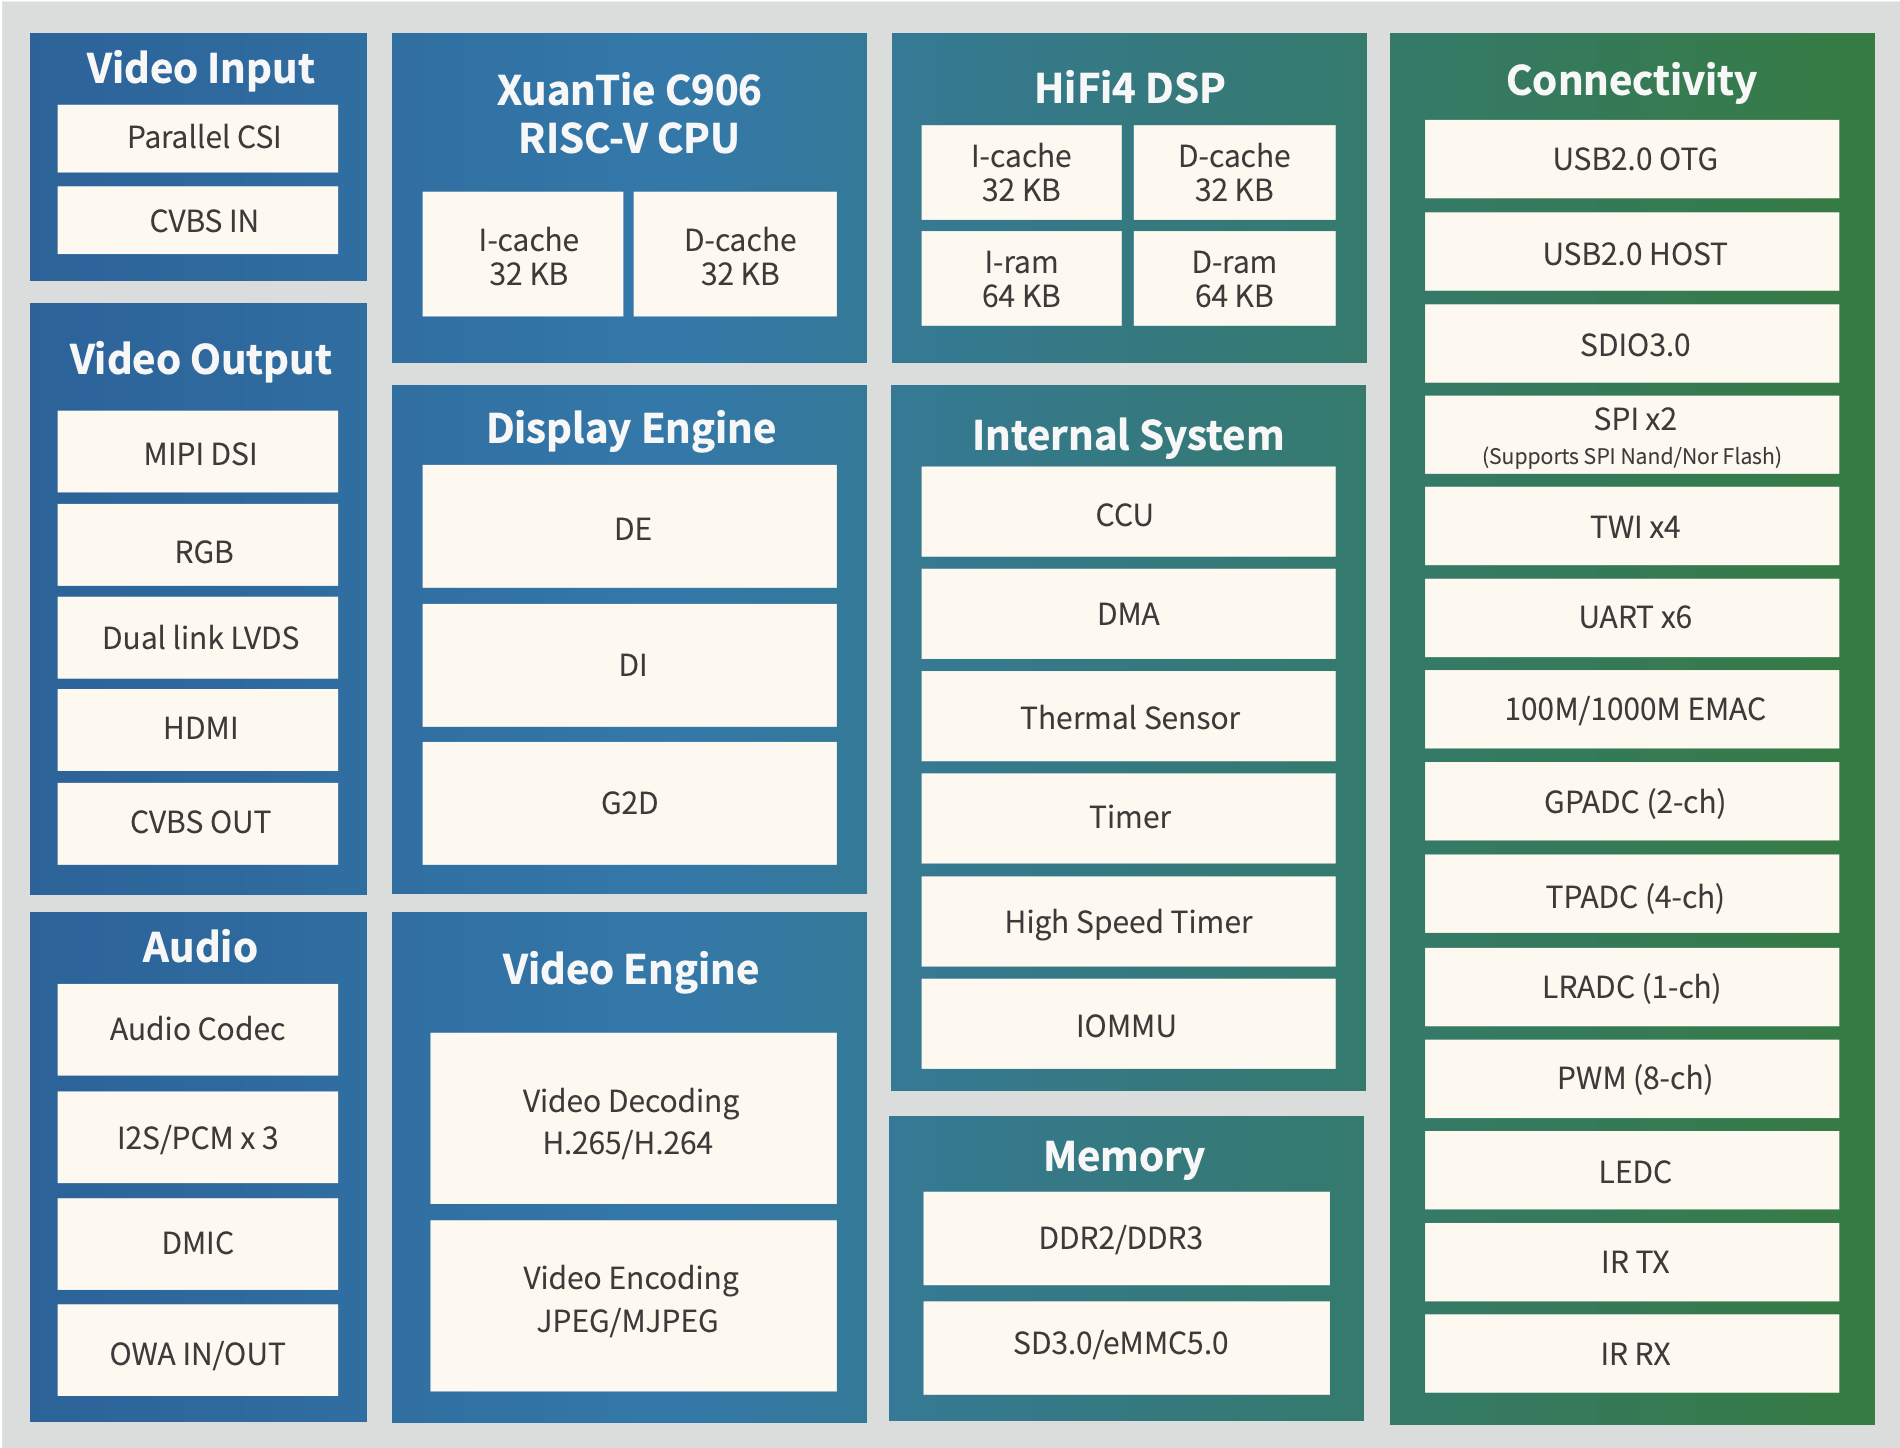 Video Input
Parallel CSI
CVBS IN
Video Output
MIPI DSI
RGB
Dual link LVDS
HDMI
CVBS OUT
Audio
Audio Codec
I2S/PCM x 3
DMIC
OWA IN/OUT
XuanTie C906
RISC-V CPU
I-cache
32 KB
D-cache
32 KB
Display Engine
DE
DI
G2D
Video Engine
Video Decoding
H.265/H.264
Video Encoding
JPEG/MJPEG
HiFi4 DSP
I-cache
32 KB
D-cache
32 KB
I-ram
64 KB
D-ram
64 KB
Internal System
CCU
DMA
Thermal Sensor
Timer
High Speed Timer
IOMMU
Memory
DDR2/DDR3
SD3.0/eMMC5.0
Connectivity
USB2.0 OTG
USB2.0 HOST
SDIO3.0
SPI x2
(Supports SPI Nand/Nor Flash)
TWI x4
UART x6
100M/1000M EMAC
GPADC (2-ch)
TPADC (4-ch)
LRADC (1-ch)
PWM (8-ch)
LEDC
IR TX
IR RX